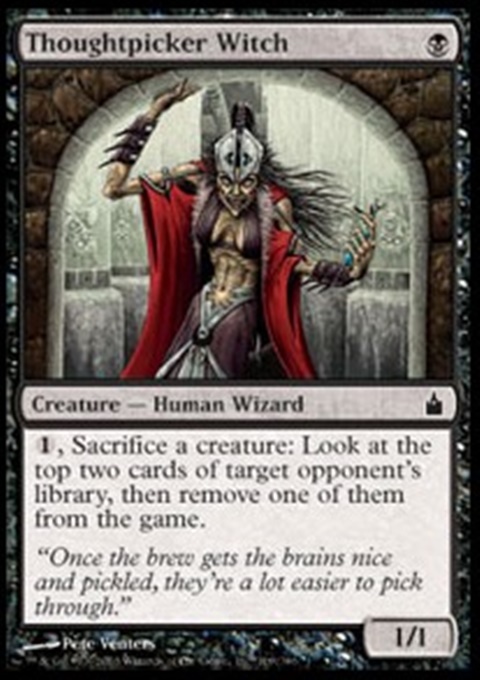 Thoughtpicker Witch
Creature — Human Wizard
1, Sacrifice a creature: Look at the
top two cards of target opponent's
library, then remove one of them
from the game.
"Once the brew gets the brains nice
and pickled, they're a lot easier to pick
through."
Pete Venters
1/1